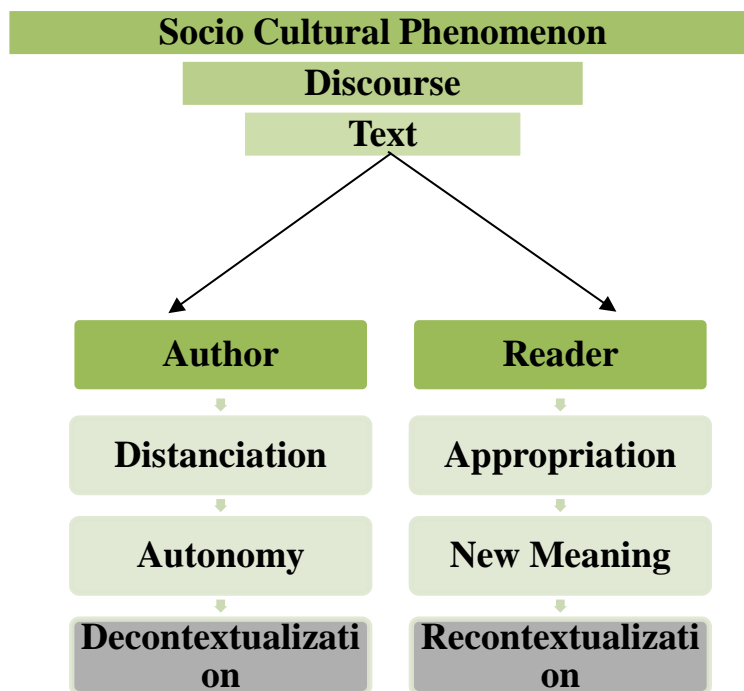 Socio Cultural Phenomenon
Discourse
Text
Author
Distanciation
Autonomy
Decontextualizati
on
Reader
Appropriation
New Meaning
Recontextualizati
on